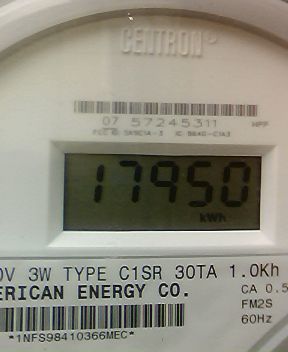 CENTRON®
07 57245311
17950
kWh
0V 3W TYPE C1SR 30TA 1.0Kh
ERICAN ENERGY CO.
CA 0.5
FM2S
60Hz
*1NFS98410366MEC*